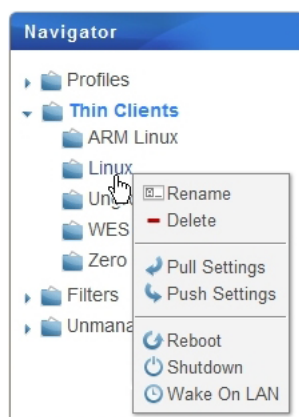 Navigator
Profiles
Thin Clients
ARM Linux
Linux
Rename
Delete
WES
Zero
Pull Settings
Push Settings
Filters
Reboot
Shutdown
Wake On LAN